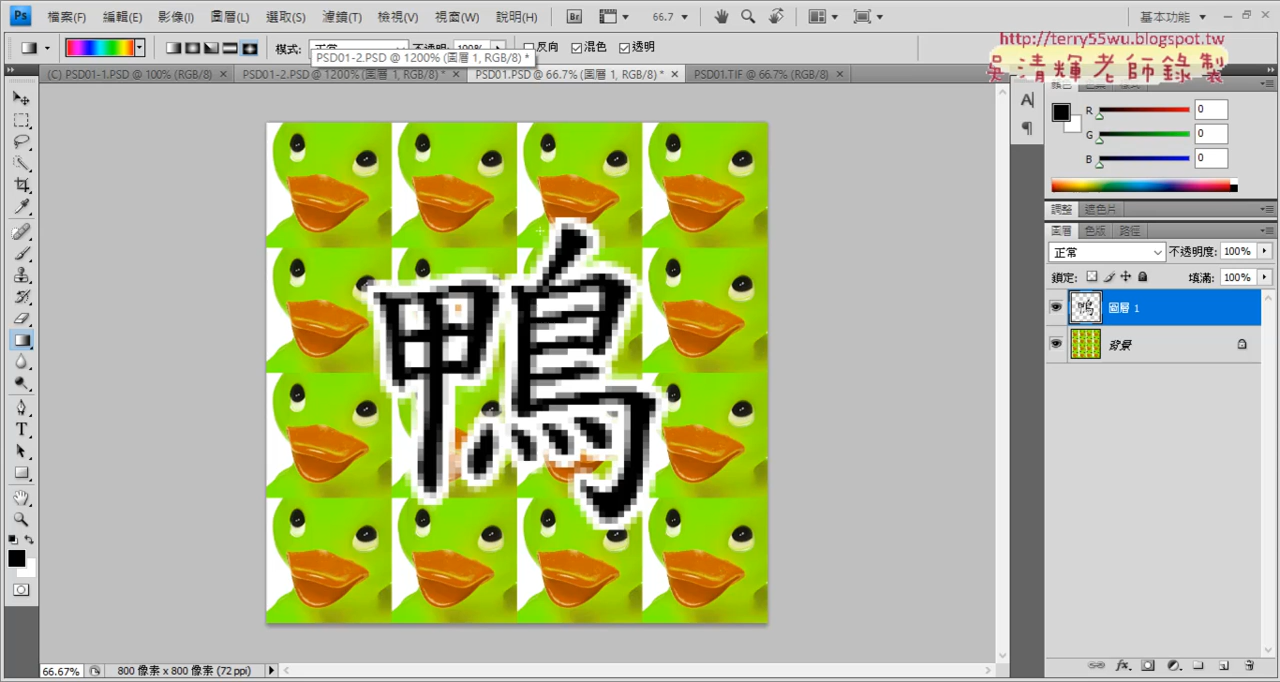 Ps 檔案(F) 編輯(E) 影像(I) 圖層(L) 選取(S) 濾鏡(T) 檢視(V) 視窗(W) 說明(H) Br 66.7 基本功能
模式: 正常 100% 反向 混色 透明
PSD01-2.PSD @ 1200% (圖層 1, RGB/8) *
http://terry55wu.blogspot.tw
吳清輝老師錄製
(C) PSD01-1.PSD @ 100% (RGB/8) PSD01-2.PSD @ 1200% (圖層 1, RGB/8) * PSD01.PSD @ 66.7% (圖層 1, RGB/8) * PSD01.TIF @ 66.7% (RGB/8)
R 0
G 0
B 0
調整 遮色片
圖層 色版 路徑
正常 不透明度: 100%
鎖定: 填滿: 100%
圖層 1
背景
鴨
66.67% 800 像素 x 800 像素 (72 ppi)